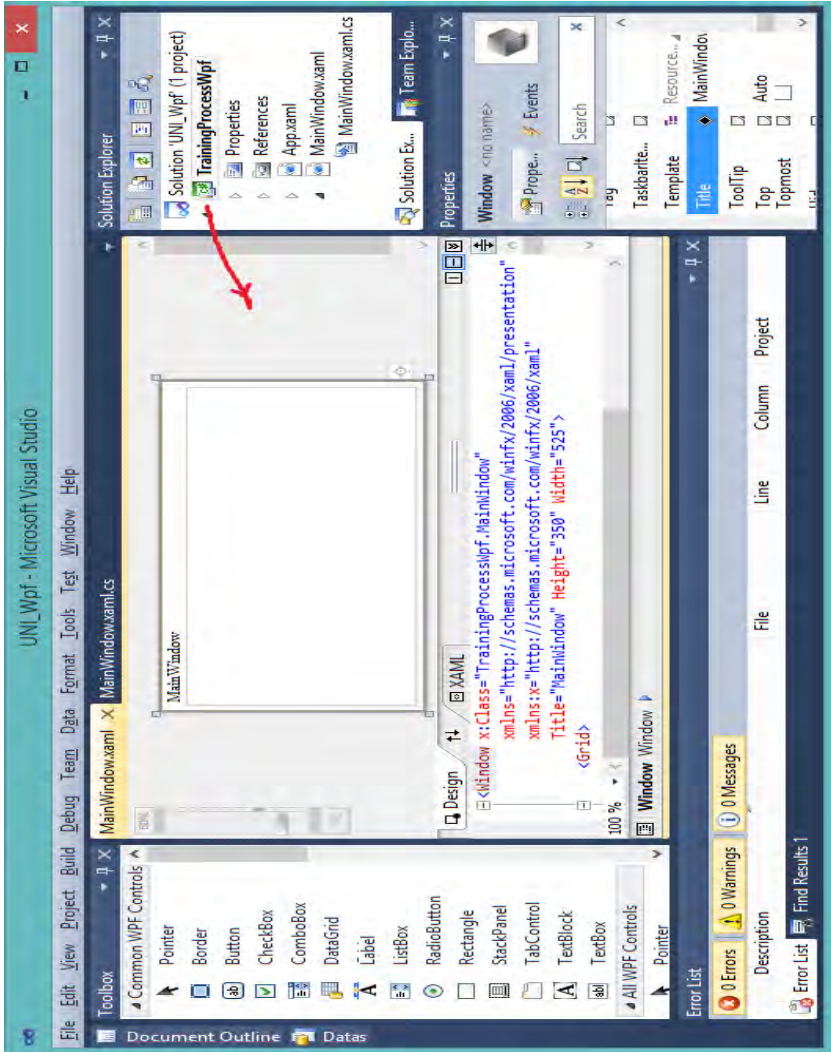 UNI_Wpf - Microsoft Visual Studio
File Edit View Project Build Debug Team Data Format Tools Test Window Help
Document Outline
Datas
Toolbox
Common WPF Controls
Pointer
Border
Button
CheckBox
ComboBox
DataGrid
Label
ListBox
RadioButton
Rectangle
StackPanel
TabControl
TextBlock
TextBox
All WPF Controls
Pointer
MainWindow.xaml MainWindow.xaml.cs
MainWindow
Design XAML
<Window x:Class="TrainingProcessWpf.MainWindow"
xmlns="http://schemas.microsoft.com/winfx/2006/xaml/presentation"
xmlns:x="http://schemas.microsoft.com/winfx/2006/xaml"
Title="MainWindow" Height="350" Width="525">
<Grid>
100 %
Window Window
Solution Explorer
Solution 'UNI_Wpf' (1 project)
TrainingProcessWpf
Properties
References
App.xaml
MainWindow.xaml
MainWindow.xaml.cs
Solution Ex... Team Explo...
Properties
Window <no name>
Prope... Events
Search
TaskbarIte...
Template Resource...
Title MainWindov
ToolTip
Top Auto
Topmost
Error List
0 Errors 0 Warnings 0 Messages
Description File Line Column Project
Error List Find Results 1